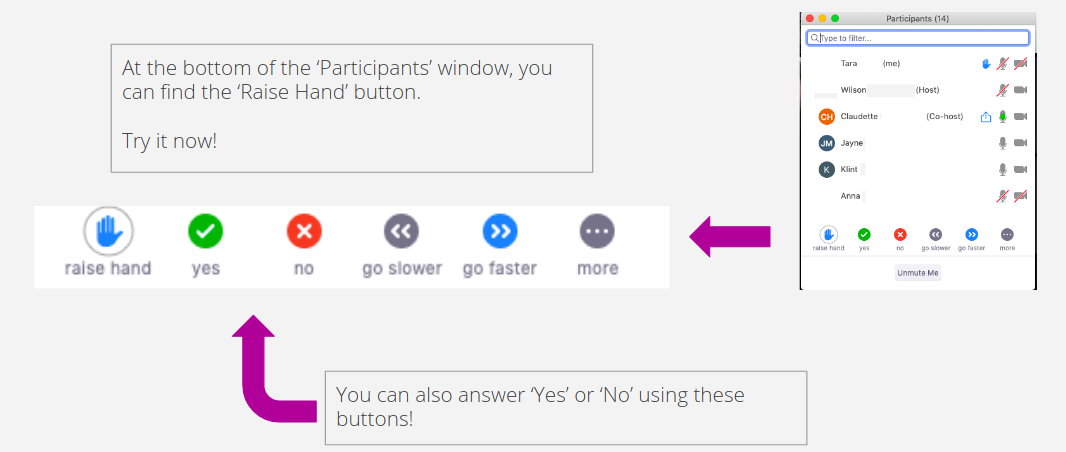 Participants (14)
Type to filter...
At the bottom of the ‘Participants’ window, you
can find the ‘Raise Hand’ button.
Try it now!
Tara (me)
Wilson (Host)
CH Claudette (Co-host)
JM Jayne
K Klint
Anna
raise hand yes no go slower go faster more
raise hand yes no go slower go faster more
Unmute Me
You can also answer ‘Yes’ or ‘No’ using these
buttons!